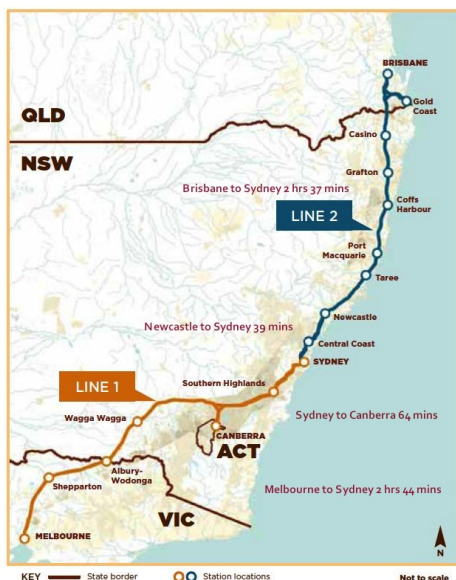 BRISBANE
Gold
Coast
QLD
Casino
NSW
Grafton
Brisbane to Sydney 2 hrs 37 mins
Coffs
Harbour
LINE 2
Port
Macquarie
Taree
Newcastle
Newcastle to Sydney 39 mins
Central Coast
SYDNEY
Southern Highlands
LINE 1
Sydney to Canberra 64 mins
Wagga Wagga
CANBERRA
ACT
Albury-
Wodonga
Shepparton
Melbourne to Sydney 2 hrs 44 mins
VIC
MELBOURNE
N
KEY State border Station locations Not to scale